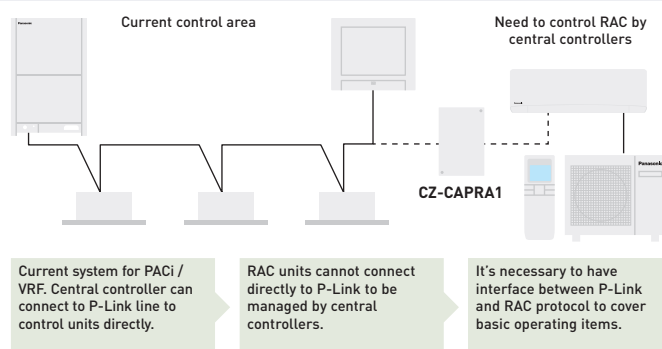 Current control area
Need to control RAC by
central controllers
Panasonic
CZ-CAPRA1
Panasonic
Current system for PACi /
VRF. Central controller can
connect to P-Link line to
control units directly.
RAC units cannot connect
directly to P-Link to be
managed by central
controllers.
It's necessary to have
interface between P-Link
and RAC protocol to cover
basic operating items.